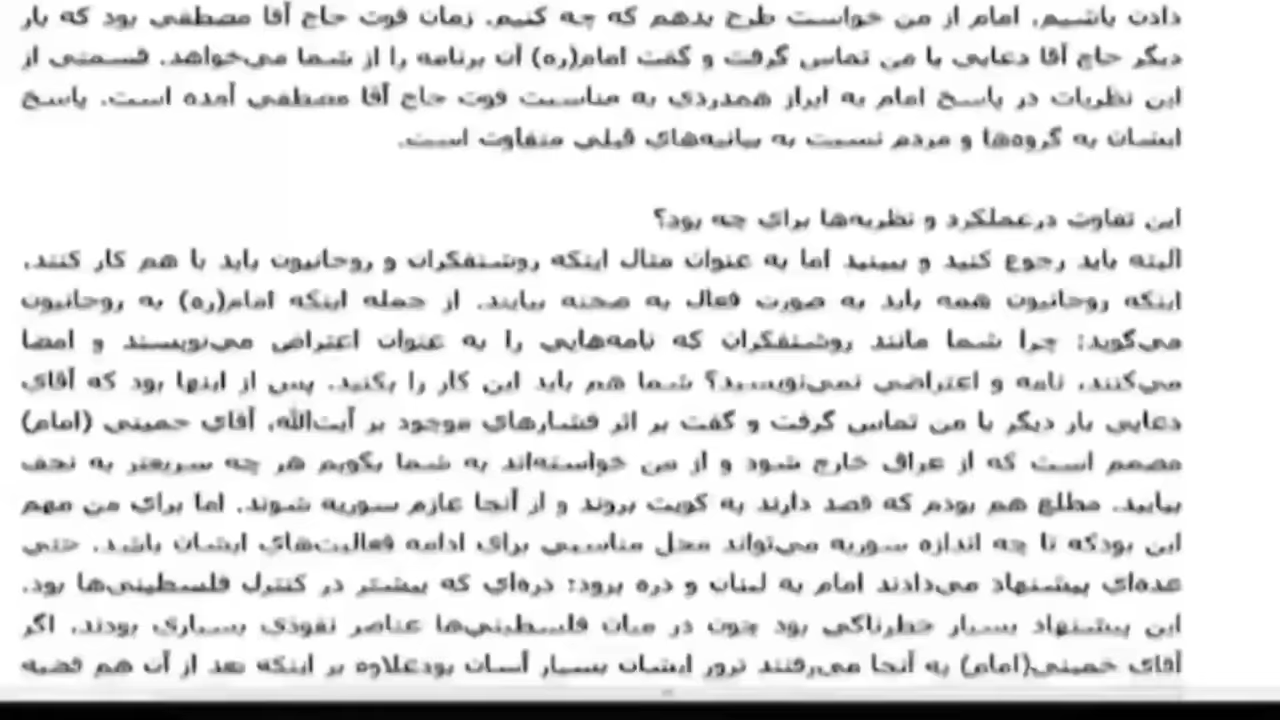 دادن باشیم. امام از من خواست طرح بدهم که چه کنیم. زمان فوت حاج آقا مصطفی بود که بار
دیگر حاج آقا دعایی با من تماس گرفت و گفت امام(ره) آن برنامه را از شما می‌خواهد. قسمتی از
این نظریات در پاسخ امام به ابراز همدردی به مناسبت فوت حاج آقا مصطفی آمده است. پاسخ
ایشان به گروه‌ها و مردم نسبت به بیانیه‌های قبلی متفاوت است.
این تفاوت درعملکرد و نظریه‌ها برای چه بود؟
البته باید رجوع کنید و ببینید اما به عنوان مثال اینکه روشنفکران و روحانیون باید با هم کار کنند.
اینکه روحانیون همه باید به صورت فعال به صحنه بیایند. از جمله اینکه امام(ره) به روحانیون
می‌گوید: چرا شما مانند روشنفکران که نامه‌هایی را به عنوان اعتراض می‌نویسند و امضا
می‌کنند، نامه و اعتراضی نمی‌نویسید؟ شما هم باید این کار را بکنید. پس از اینها بود که آقای
دعایی بار دیگر با من تماس گرفت و گفت بر اثر فشارهای موجود بر آیت‌الله، آقای خمینی (امام)
مصمم است که از عراق خارج شود و از من خواسته‌اند به شما بگویم هر چه سریعتر به نجف
بیایید. مطلع هم بودم که قصد دارند به کویت بروند و از آنجا عازم سوریه شوند. اما برای من مهم
این بودکه تا چه اندازه سوریه می‌تواند محل مناسبی برای ادامه فعالیت‌های ایشان باشد. حتی
عده‌ای پیشنهاد می‌دادند امام به لبنان و دره برود؛ دره‌ای که بیشتر در کنترل فلسطینی‌ها بود.
این پیشنهاد بسیار خطرناکی بود چون در میان فلسطینی‌ها عناصر نفوذی بسیاری بودند. اگر
آقای خمینی(امام) به آنجا می‌رفتند ترور ایشان بسیار آسان بودعلاوه بر اینکه بعد از آن هم قضیه